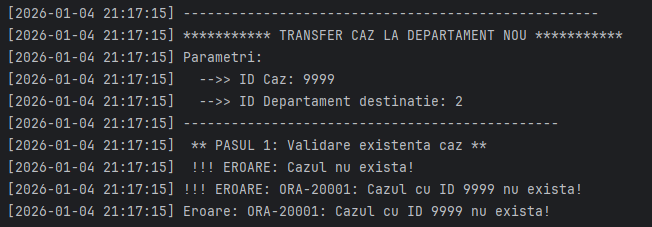 [2026-01-04 21:17:15] ----------------------------------------------------
[2026-01-04 21:17:15] *********** TRANSFER CAZ LA DEPARTAMENT NOU ***********
[2026-01-04 21:17:15] Parametri:
[2026-01-04 21:17:15]   -->> ID Caz: 9999
[2026-01-04 21:17:15]   -->> ID Departament destinatie: 2
[2026-01-04 21:17:15] -----------------------------------------------
[2026-01-04 21:17:15]  ** PASUL 1: Validare existenta caz **
[2026-01-04 21:17:15]  !!! EROARE: Cazul nu exista!
[2026-01-04 21:17:15] !!! EROARE: ORA-20001: Cazul cu ID 9999 nu exista!
[2026-01-04 21:17:15] Eroare: ORA-20001: Cazul cu ID 9999 nu exista!